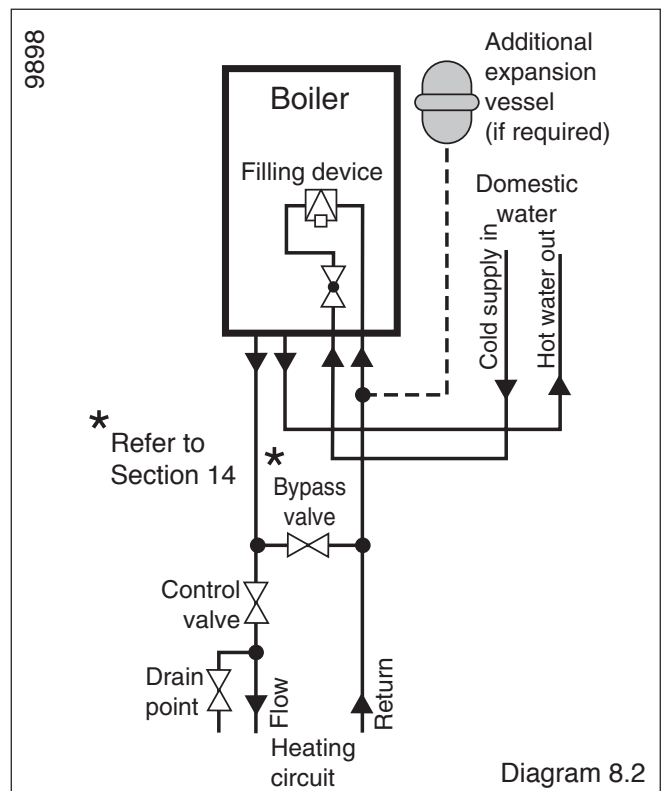 9898
Additional
expansion
vessel
(if required)
Boiler
Filling device
Domestic
water
Cold supply in
Hot water out
* Refer to
Section 14
* Bypass
valve
Control
valve
Drain
point
Flow
Return
Heating
circuit
Diagram 8.2